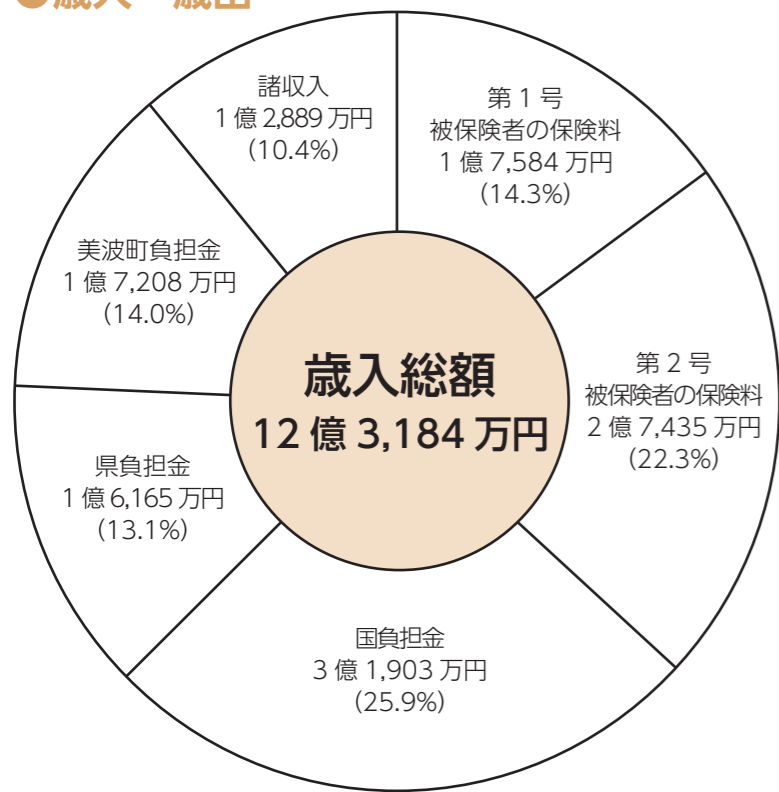 諸収入
1億2,889万円
(10.4%)
第1号
被保険者の保険料
1億7,584万円
(14.3%)
美波町負担金
1億7,208万円
(14.0%)
歳入総額
12億3,184万円
第2号
被保険者の保険料
2億7,435万円
(22.3%)
県負担金
1億6,165万円
(13.1%)
国負担金
3億1,903万円
(25.9%)